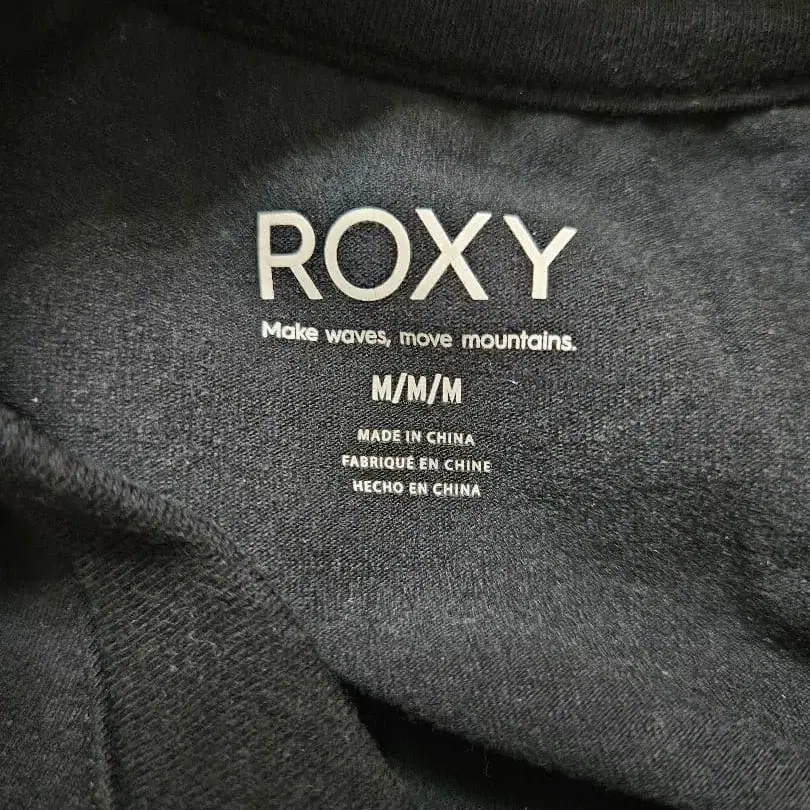 ROXY
Make waves, move mountains.
M/M/M
MADE IN CHINA
FABRIQUÉ EN CHINE
HECHO EN CHINA